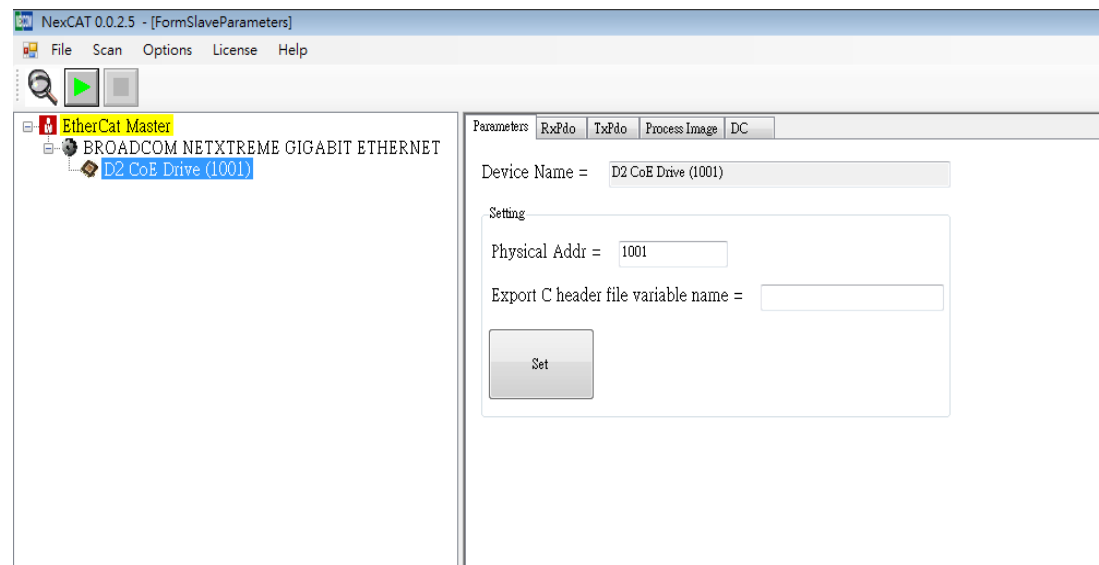 NexCAT 0.0.2.5 - [FormSlaveParameters]
File Scan Options License Help
EtherCat Master
BROADCOM NETXTREME GIGABIT ETHERNET
D2 CoE Drive (1001)
Parameters RxPdo TxPdo Process Image DC
Device Name = D2 CoE Drive (1001)
Setting
Physical Addr = 1001
Export C header file variable name =
Set